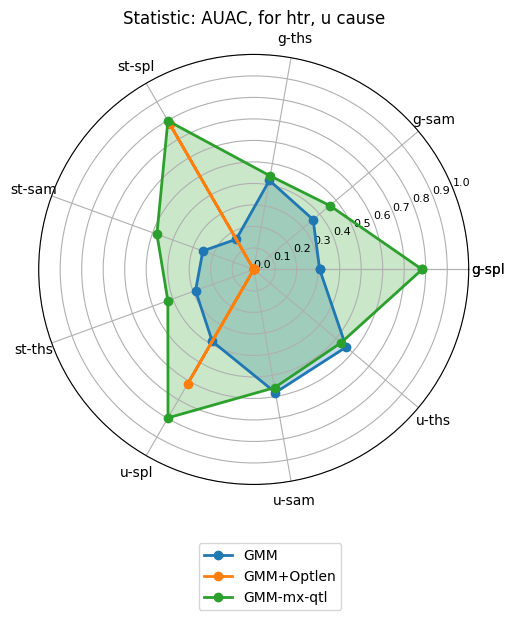 Statistic: AUAC, for htr, u cause
g-ths
st-spl
g-sam
st-sam
0.0
0.1
0.2
0.3
0.4
0.5
0.6
0.7
0.8
0.9
1.0
g-spl
st-ths
u-ths
u-spl
u-sam
GMM
GMM+Optlen
GMM-mx-qtl